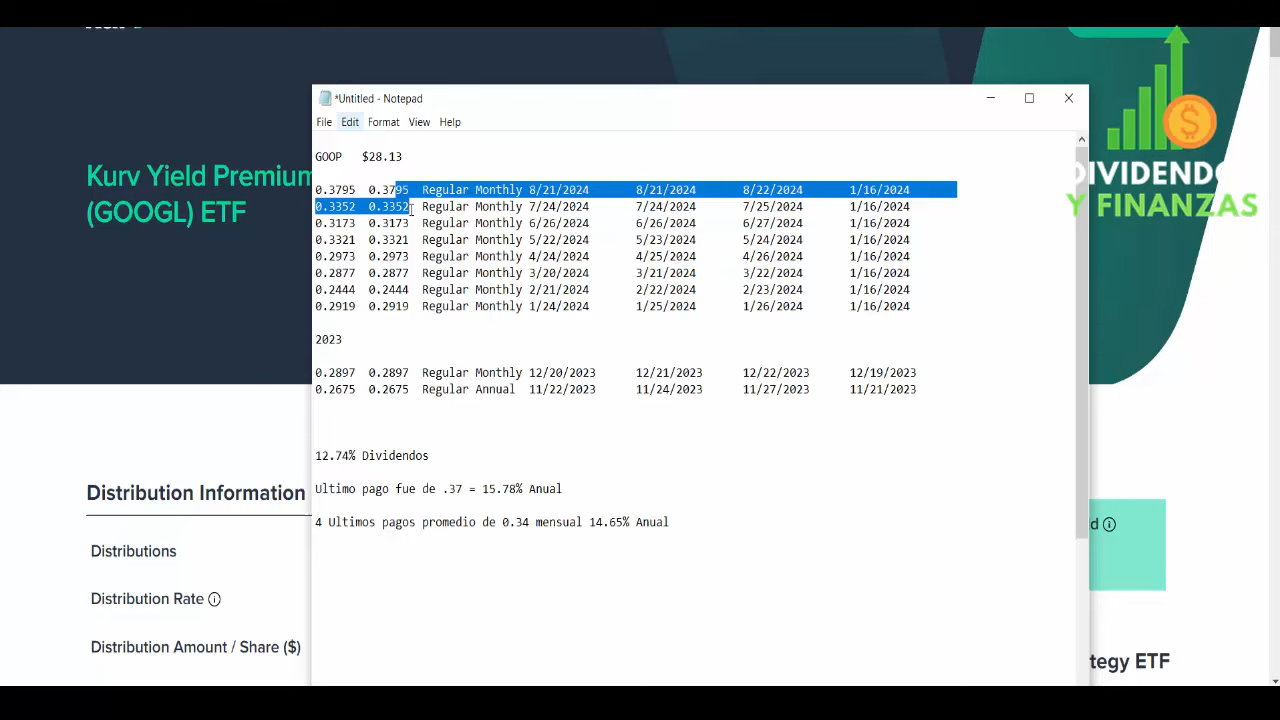 *Untitled - Notepad
File Edit Format View Help
GOOP $28.13
0.3795 0.3795 Regular Monthly 8/21/2024 8/21/2024 8/22/2024 1/16/2024
0.3352 0.3352 Regular Monthly 7/24/2024 7/24/2024 7/25/2024 1/16/2024
0.3173 0.3173 Regular Monthly 6/26/2024 6/26/2024 6/27/2024 1/16/2024
0.3321 0.3321 Regular Monthly 5/22/2024 5/23/2024 5/24/2024 1/16/2024
0.2973 0.2973 Regular Monthly 4/24/2024 4/25/2024 4/26/2024 1/16/2024
0.2877 0.2877 Regular Monthly 3/20/2024 3/21/2024 3/22/2024 1/16/2024
0.2444 0.2444 Regular Monthly 2/21/2024 2/22/2024 2/23/2024 1/16/2024
0.2919 0.2919 Regular Monthly 1/24/2024 1/25/2024 1/26/2024 1/16/2024
2023
0.2897 0.2897 Regular Monthly 12/20/2023 12/21/2023 12/22/2023 12/19/2023
0.2675 0.2675 Regular Annual 11/22/2023 11/24/2023 11/27/2023 11/21/2023
12.74% Dividendos
Ultimo pago fue de .37 = 15.78% Anual
4 Ultimos pagos promedio de 0.34 mensual 14.65% Anual
Kurv Yield Premium
(GOOGL) ETF
Distribution Information
Distributions
Distribution Rate
Distribution Amount / Share ($)
DIVIDENDO
Y FINANZAS
d
tegy ETF